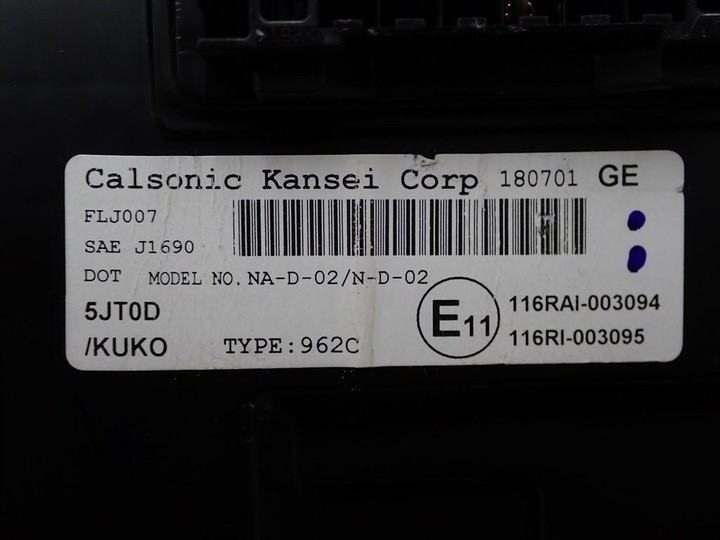 Calsonic Kansei Corp 180701 GE
FLJ007
SAE J1690
DOT MODEL NO. NA-D-02/N-D-02
5JT0D
/KUKO TYPE:962C
E11
116RAI-003094
116RI-003095